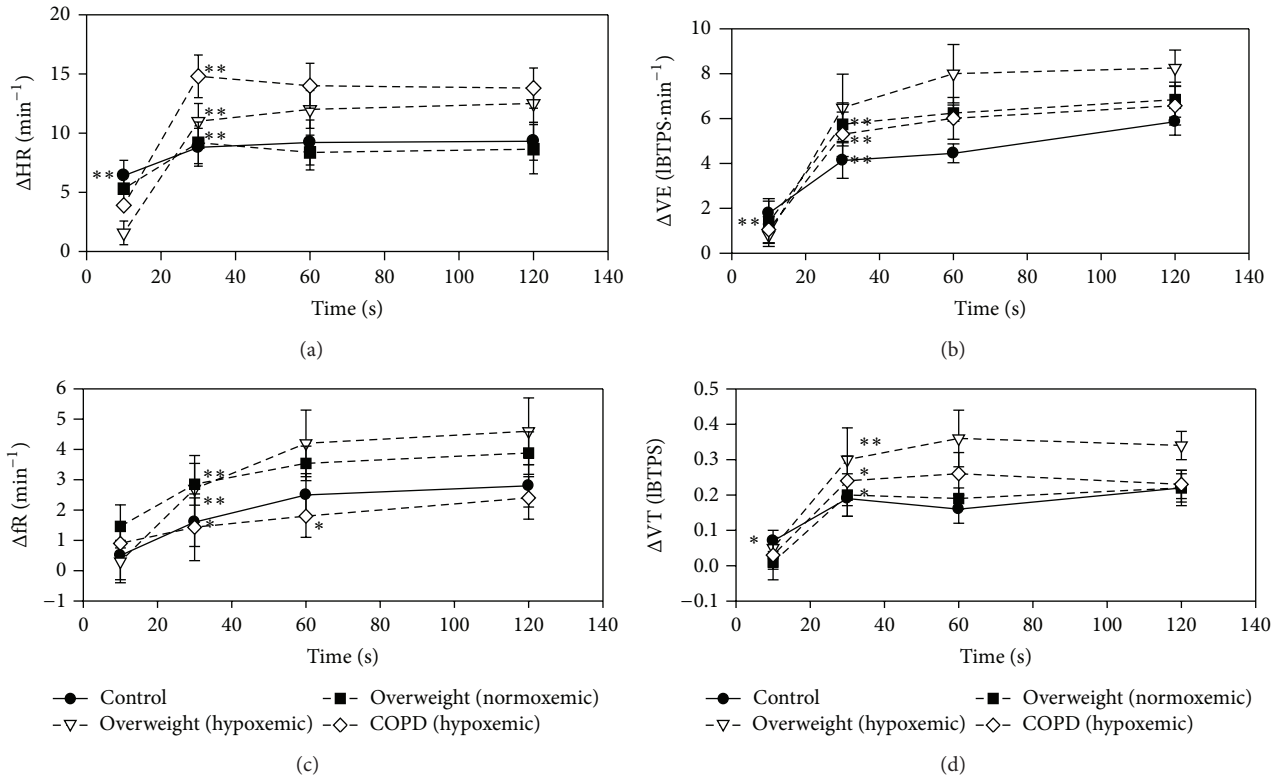 20
15
10
5
0
ΔHR (min−1)
**
**
**
**
0 20 40 60 80 100 120 140
Time (s)
(a)
10
8
6
4
2
0
ΔVE (lBTPS·min−1)
**
**
**
**
0 20 40 60 80 100 120 140
Time (s)
(b)
6
5
4
3
2
1
0
−1
ΔfR (min−1)
**
**
*
*
0 20 40 60 80 100 120 140
Time (s)
Control
Overweight (normoxemic)
Overweight (hypoxemic)
COPD (hypoxemic)
(c)
0.5
0.4
0.3
0.2
0.1
0.0
−0.1
ΔVT (lBTPS)
**
*
*
*
0 20 40 60 80 100 120 140
Time (s)
Control
Overweight (normoxemic)
Overweight (hypoxemic)
COPD (hypoxemic)
(d)